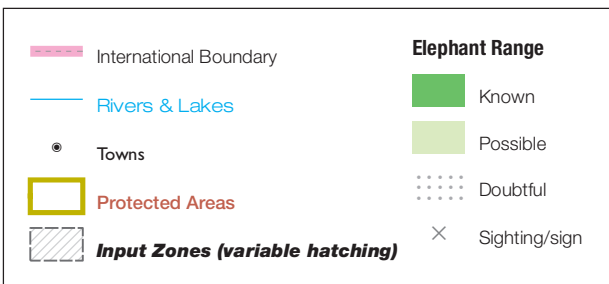 International Boundary
Rivers & Lakes
Towns
Protected Areas
Input Zones (variable hatching)
Elephant Range
Known
Possible
Doubtful
Sighting/sign